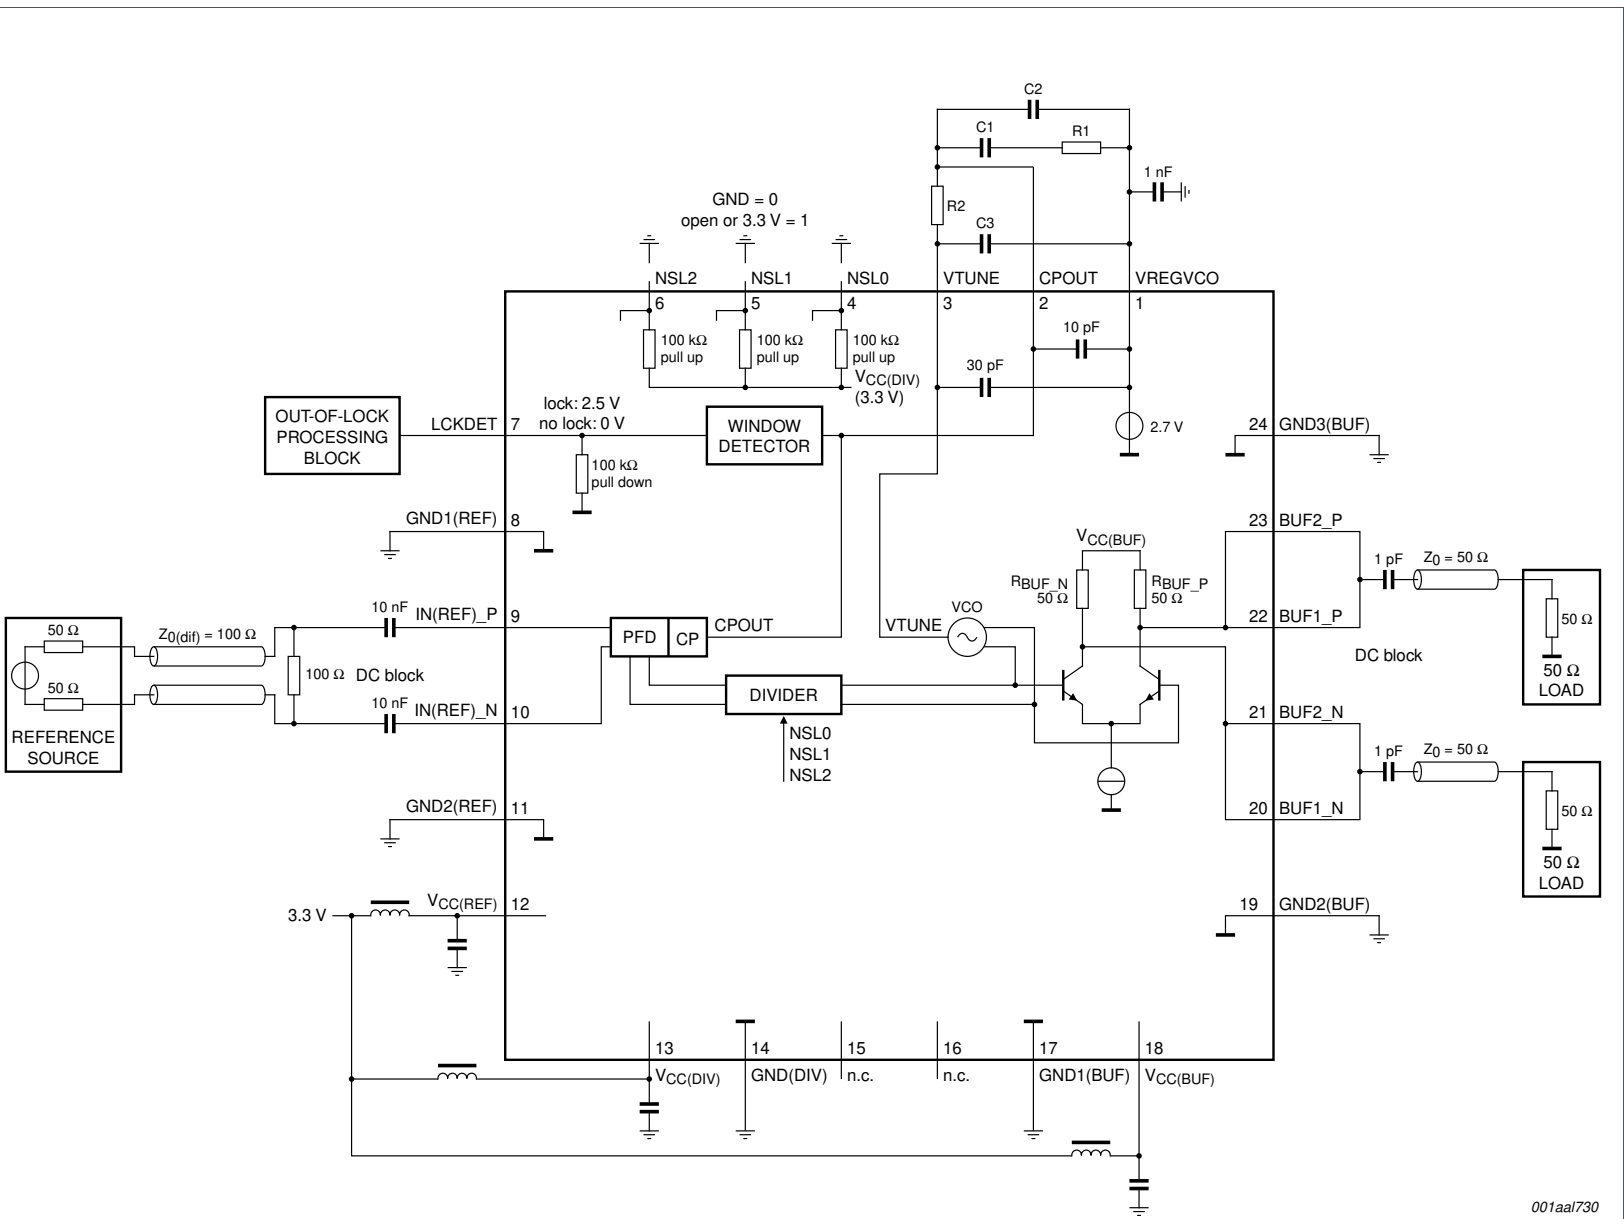 C2
C1
R1
1 nF
GND = 0
open or 3.3 V = 1
R2
C3
NSL2
NSL1
NSL0
VTUNE
CPOUT
VREGVCO
6
5
4
3
2
1
100 kΩ
pull up
100 kΩ
pull up
100 kΩ
pull up
10 pF
30 pF
VCC(DIV)
(3.3 V)
2.7 V
OUT-OF-LOCK
PROCESSING
BLOCK
LCKDET
7
lock: 2.5 V
no lock: 0 V
WINDOW
DETECTOR
100 kΩ
pull down
24
GND3(BUF)
GND1(REF)
8
23
BUF2_P
VCC(BUF)
RBUF_N
50 Ω
RBUF_P
50 Ω
1 pF
Z0 = 50 Ω
50 Ω
50 Ω
LOAD
22
BUF1_P
DC block
50 Ω
50 Ω
REFERENCE
SOURCE
Z0(dif) = 100 Ω
100 Ω
DC block
10 nF
IN(REF)_P
9
10 nF
IN(REF)_N
10
PFD
CP
CPOUT
VTUNE
VCO
DIVIDER
NSL0
NSL1
NSL2
21
BUF2_N
1 pF
Z0 = 50 Ω
50 Ω
50 Ω
LOAD
20
BUF1_N
GND2(REF)
11
3.3 V
VCC(REF)
12
19
GND2(BUF)
13
14
15
16
17
18
VCC(DIV)
GND(DIV)
n.c.
n.c.
GND1(BUF)
VCC(BUF)
001aal730